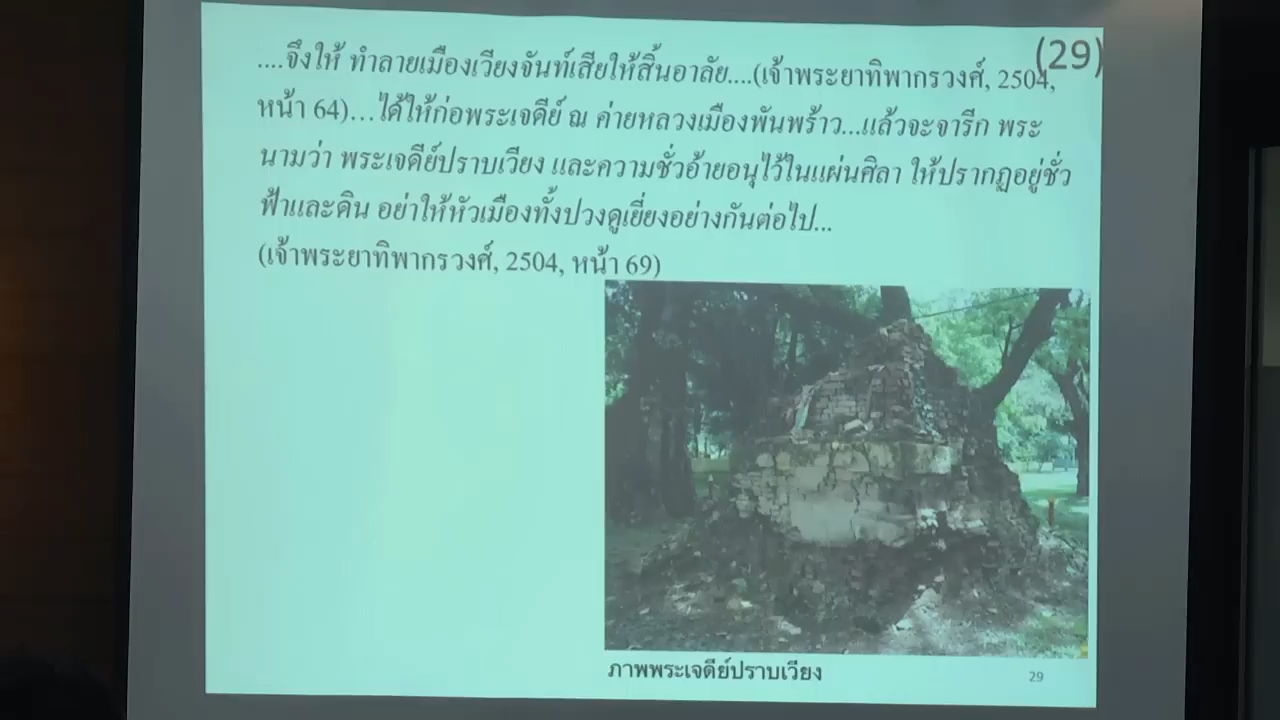 (29)
....จึงให้ ทำลายเมืองเวียงจันท์เสียให้สิ้นอาลัย....(เจ้าพระยาทิพากรวงศ์, 2504,
หน้า 64)...ได้ให้ก่อพระเจดีย์ ณ ค่ายหลวงเมืองพันพร้าว...แล้วจะจารึก พระ
นามว่า พระเจดีย์ปราบเวียง และความชั่วอ้ายอนุไว้ในแผ่นศิลา ให้ปรากฏอยู่ชั่ว
ฟ้าและดิน อย่าให้หัวเมืองทั้งปวงดูเยี่ยงอย่างกันต่อไป...
(เจ้าพระยาทิพากรวงศ์, 2504, หน้า 69)
ภาพพระเจดีย์ปราบเวียง
29